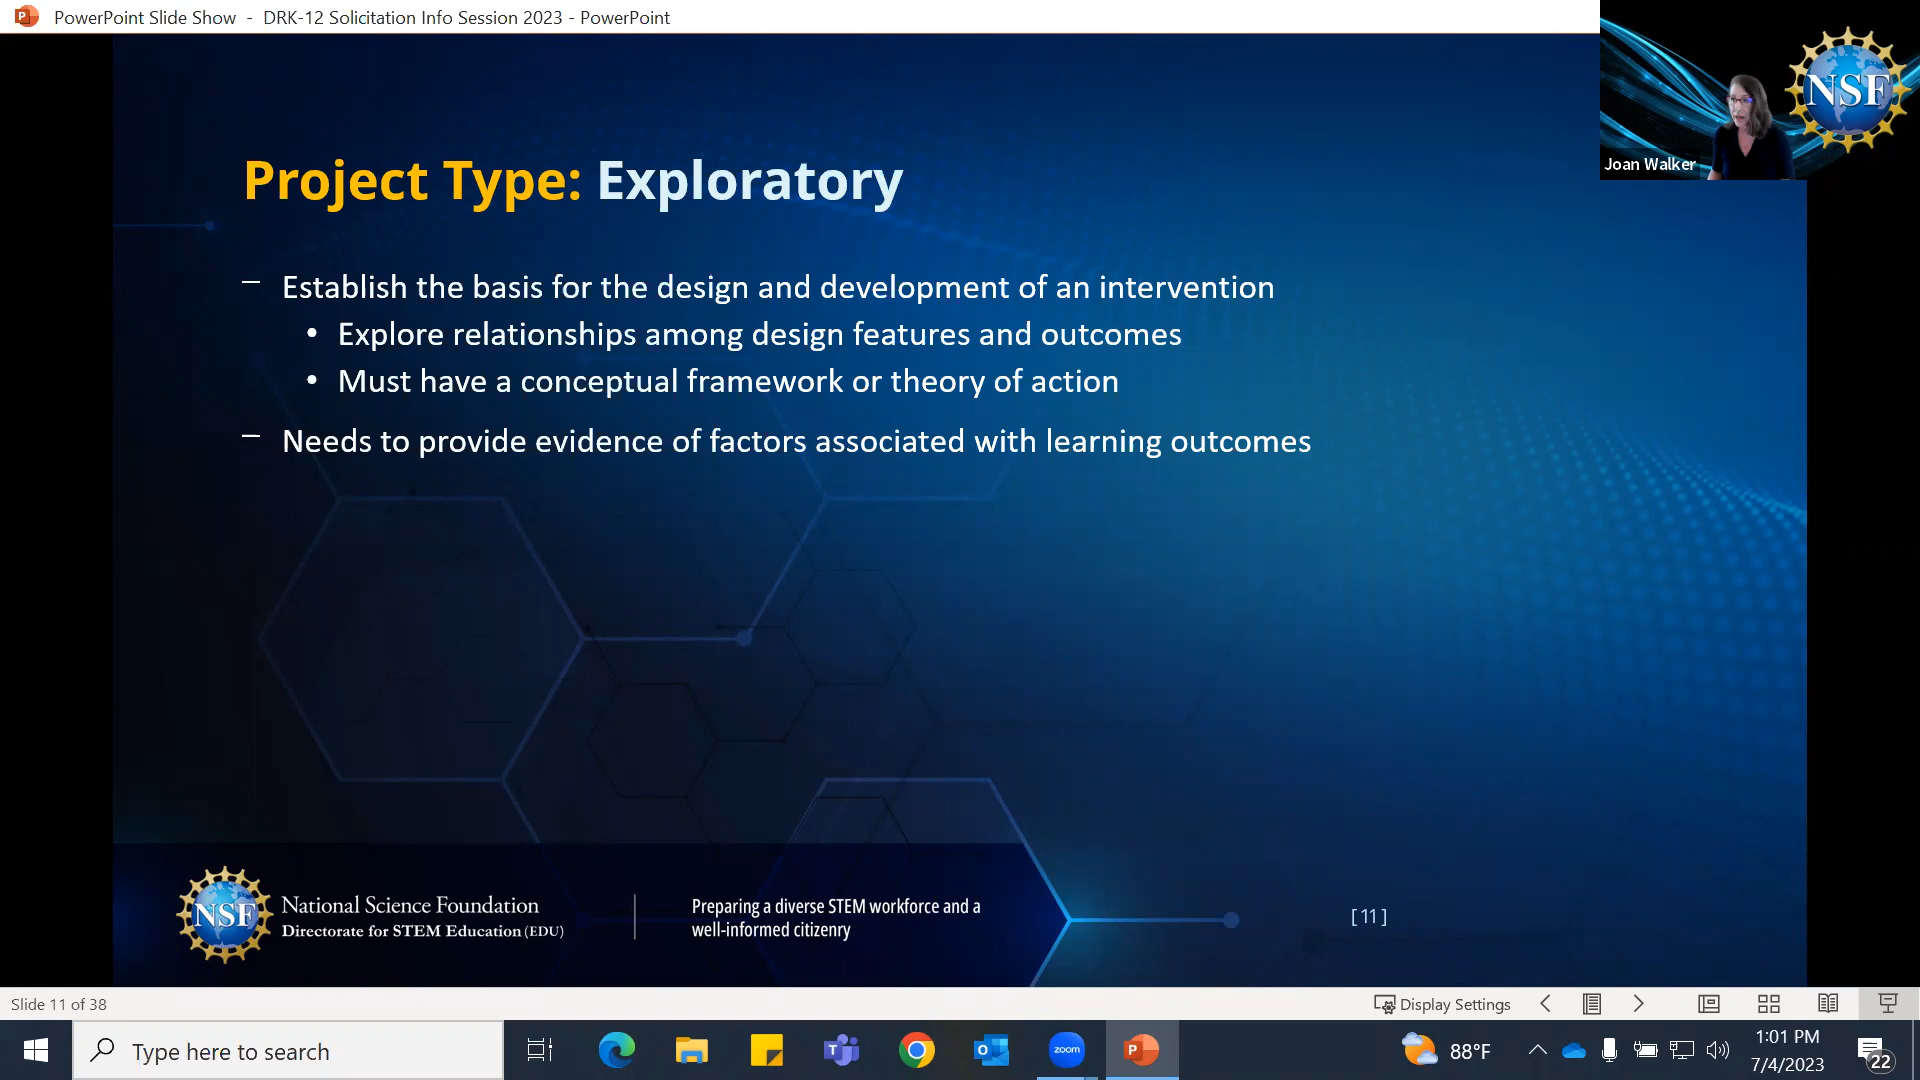 PowerPoint Slide Show - DRK-12 Solicitation Info Session 2023 - PowerPoint
NSF
Joan Walker
Project Type: Exploratory
– Establish the basis for the design and development of an intervention
• Explore relationships among design features and outcomes
• Must have a conceptual framework or theory of action
– Needs to provide evidence of factors associated with learning outcomes
NSF
National Science Foundation
Directorate for STEM Education (EDU)
Preparing a diverse STEM workforce and a
well-informed citizenry
[ 11 ]
Slide 11 of 38
Display Settings
Type here to search
zoom
88°F
1:01 PM
7/4/2023
22